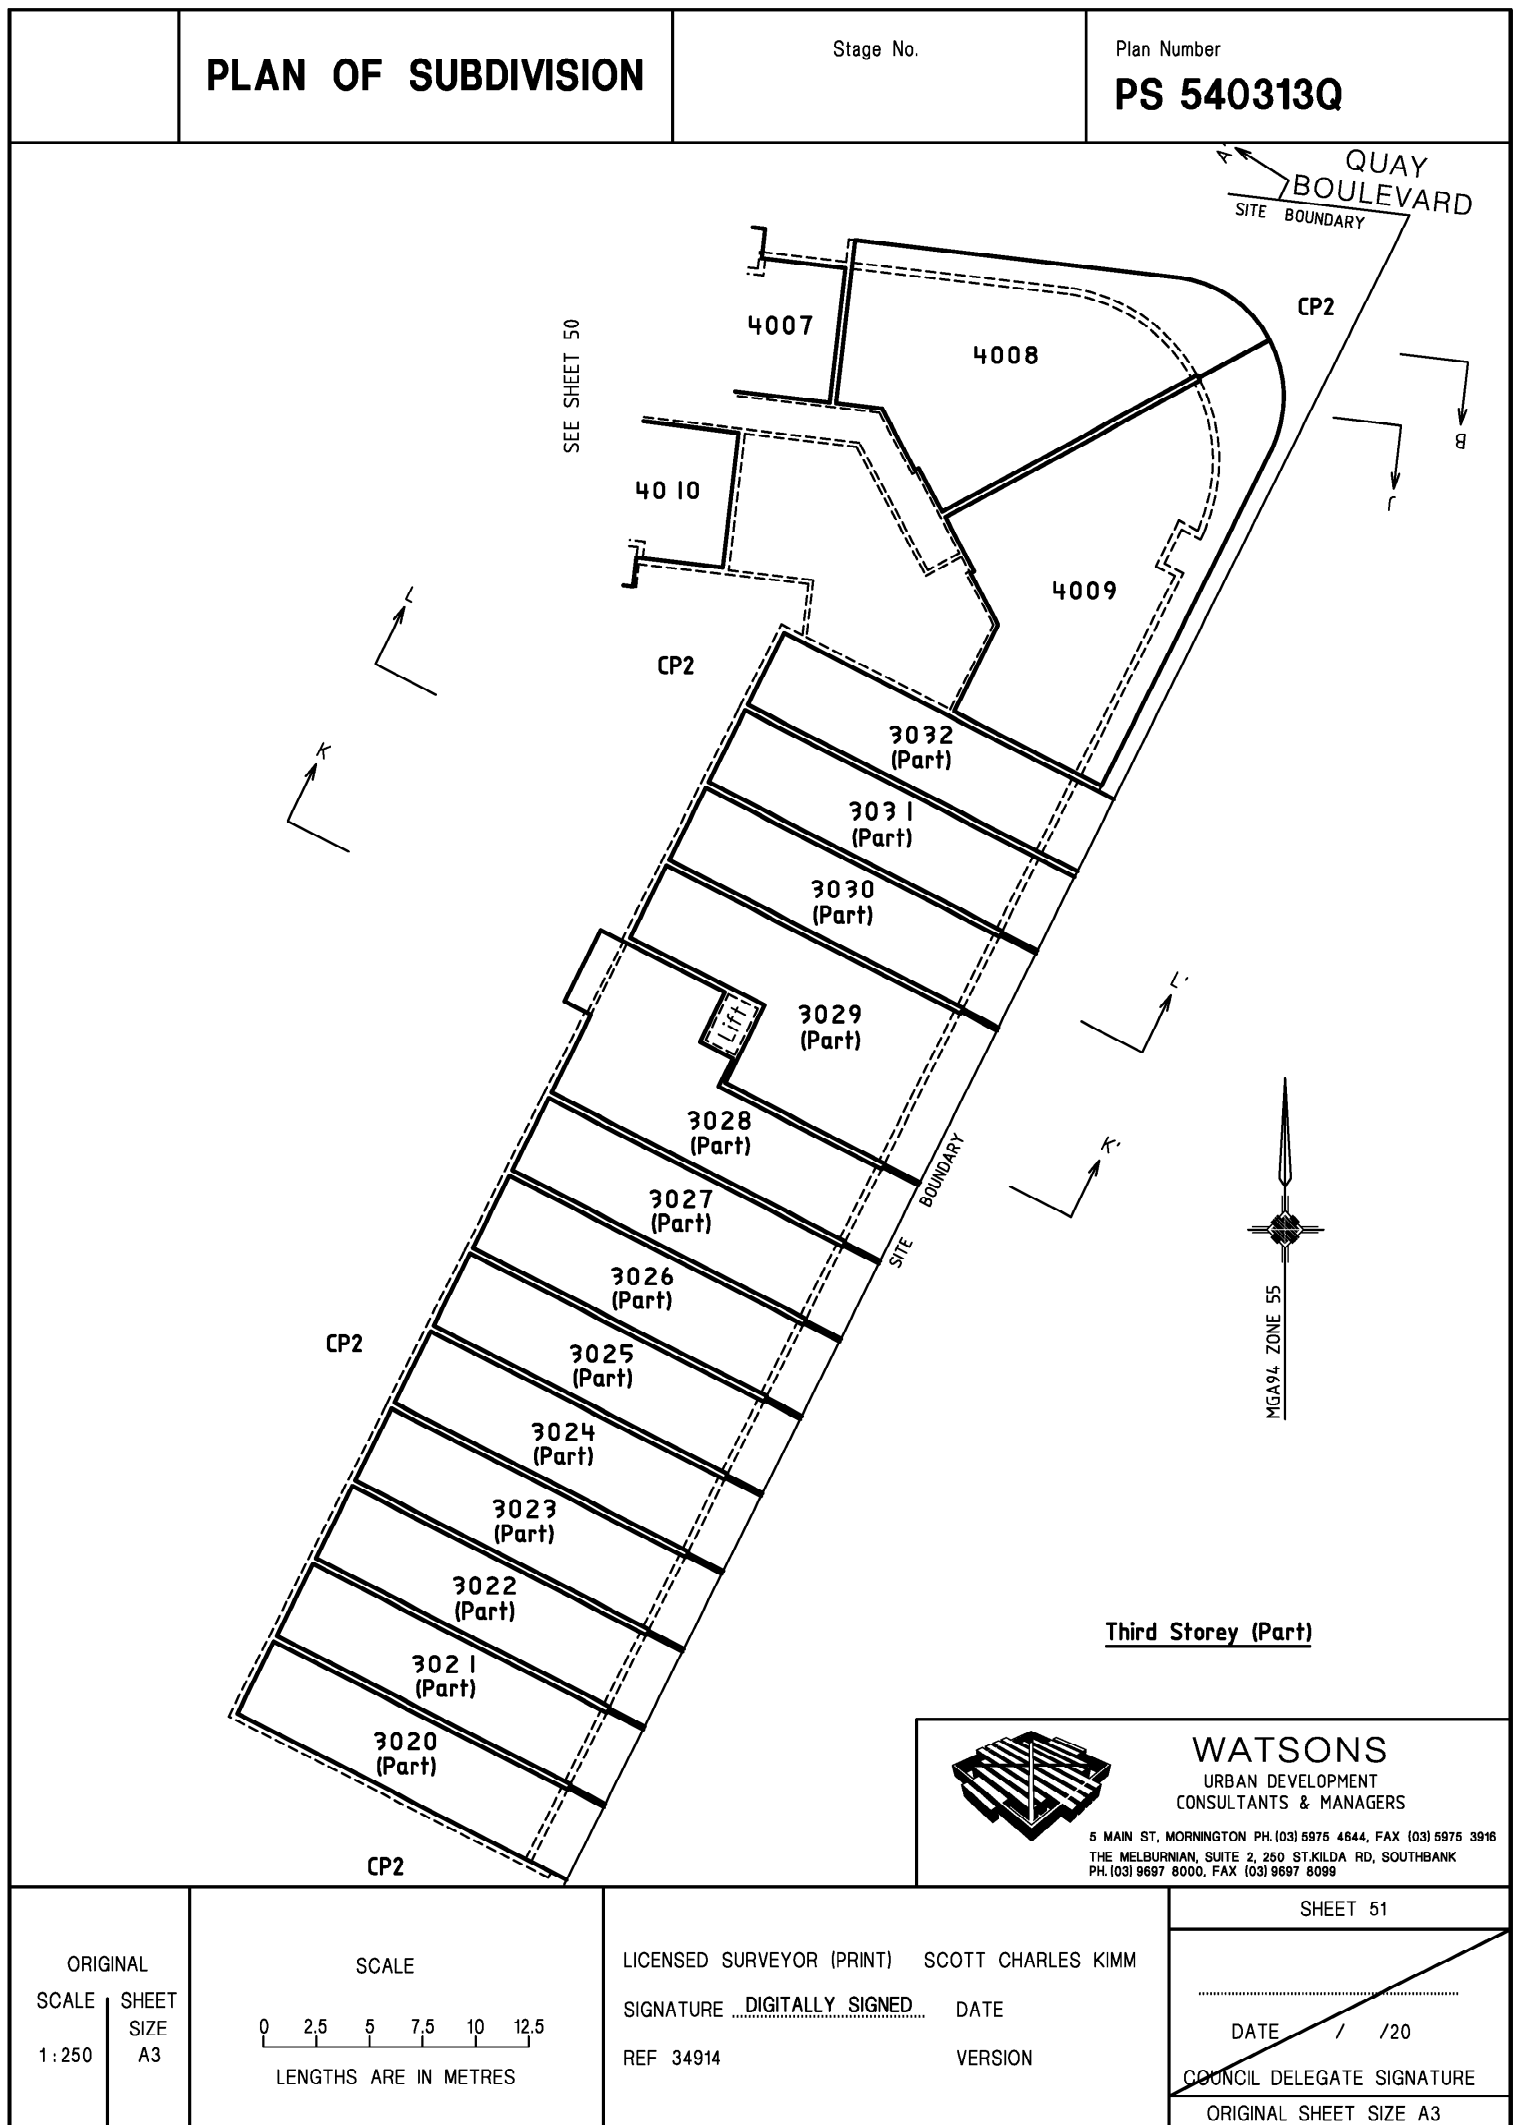 PLAN OF SUBDIVISION
Stage No.
Plan Number
PS 540313Q
QUAY
BOULEVARD
SITE BOUNDARY
A'
CP2
B
J
SEE SHEET 50
4007
4008
4010
4009
L
K
CP2
3032
(Part)
3031
(Part)
3030
(Part)
3029
(Part)
Lift
3028
(Part)
3027
(Part)
3026
(Part)
3025
(Part)
3024
(Part)
3023
(Part)
3022
(Part)
3021
(Part)
3020
(Part)
L'
K'
SITE BOUNDARY
CP2
CP2
MGA94 ZONE 55
Third Storey (Part)
WATSONS
URBAN DEVELOPMENT
CONSULTANTS & MANAGERS
5 MAIN ST, MORNINGTON PH.(03) 5975 4644, FAX (03) 5975 3916
THE MELBURNIAN, SUITE 2, 250 ST.KILDA RD, SOUTHBANK
PH.(03) 9697 8000, FAX (03) 9697 8099
ORIGINAL
SCALE SHEET
SIZE
1:250 A3
SCALE
0 2.5 5 7.5 10 12.5
LENGTHS ARE IN METRES
LICENSED SURVEYOR (PRINT) SCOTT CHARLES KIMM
SIGNATURE DIGITALLY SIGNED DATE
REF 34914 VERSION
SHEET 51
DATE / /20
COUNCIL DELEGATE SIGNATURE
ORIGINAL SHEET SIZE A3